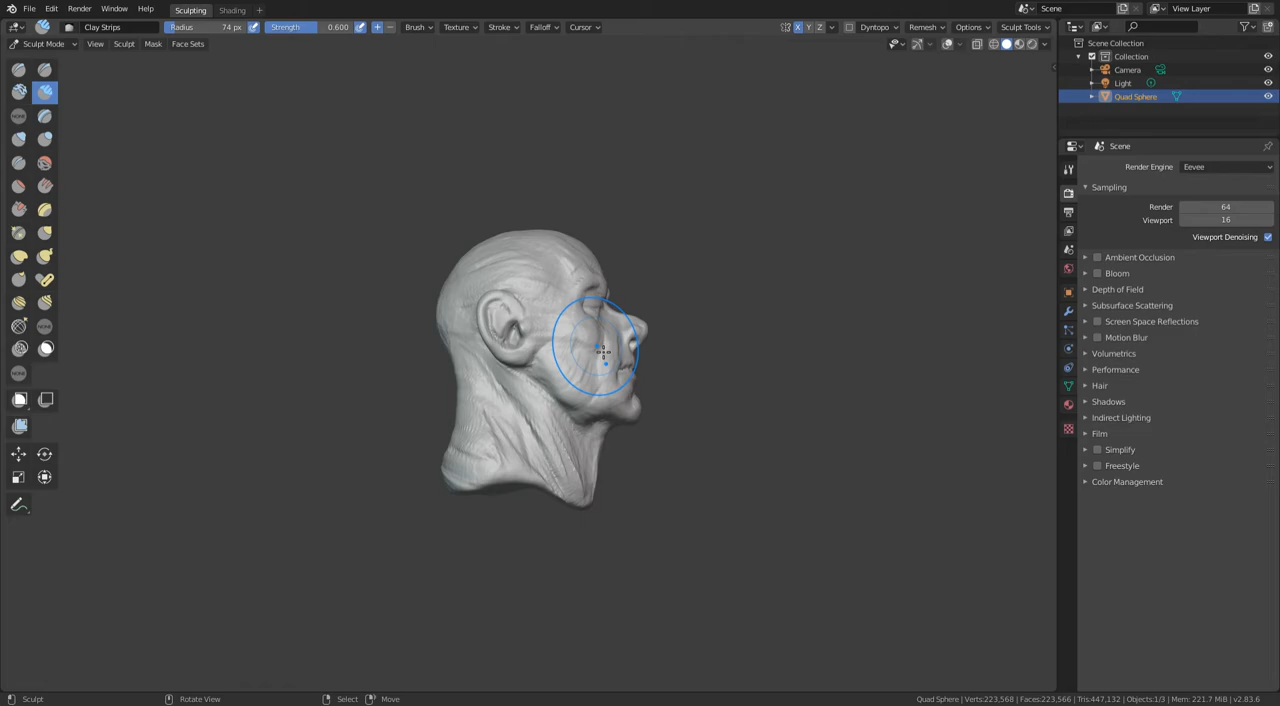 File Edit Render Window Help Sculpting Shading + Scene View Layer
Clay Strips Radius 74 px Strength 0.600 Brush Texture Stroke Falloff Cursor X Y Z Dyntopo Remesh Options Sculpt Tools
Sculpt Mode View Sculpt Mask Face Sets
Scene Collection
Collection
Camera
Light
Quad Sphere
NONE
NONE
NONE
Scene
Render Engine Eevee
Sampling
Render 64
Viewport 16
Viewport Denoising
Ambient Occlusion
Bloom
Depth of Field
Subsurface Scattering
Screen Space Reflections
Motion Blur
Volumetrics
Performance
Hair
Shadows
Indirect Lighting
Film
Simplify
Freestyle
Color Management
Sculpt Rotate View Select Move Quad Sphere | Verts:223,568 | Faces:223,566 | Tris:447,132 | Objects:1/3 | Mem: 221.7 MiB | v2.83.6